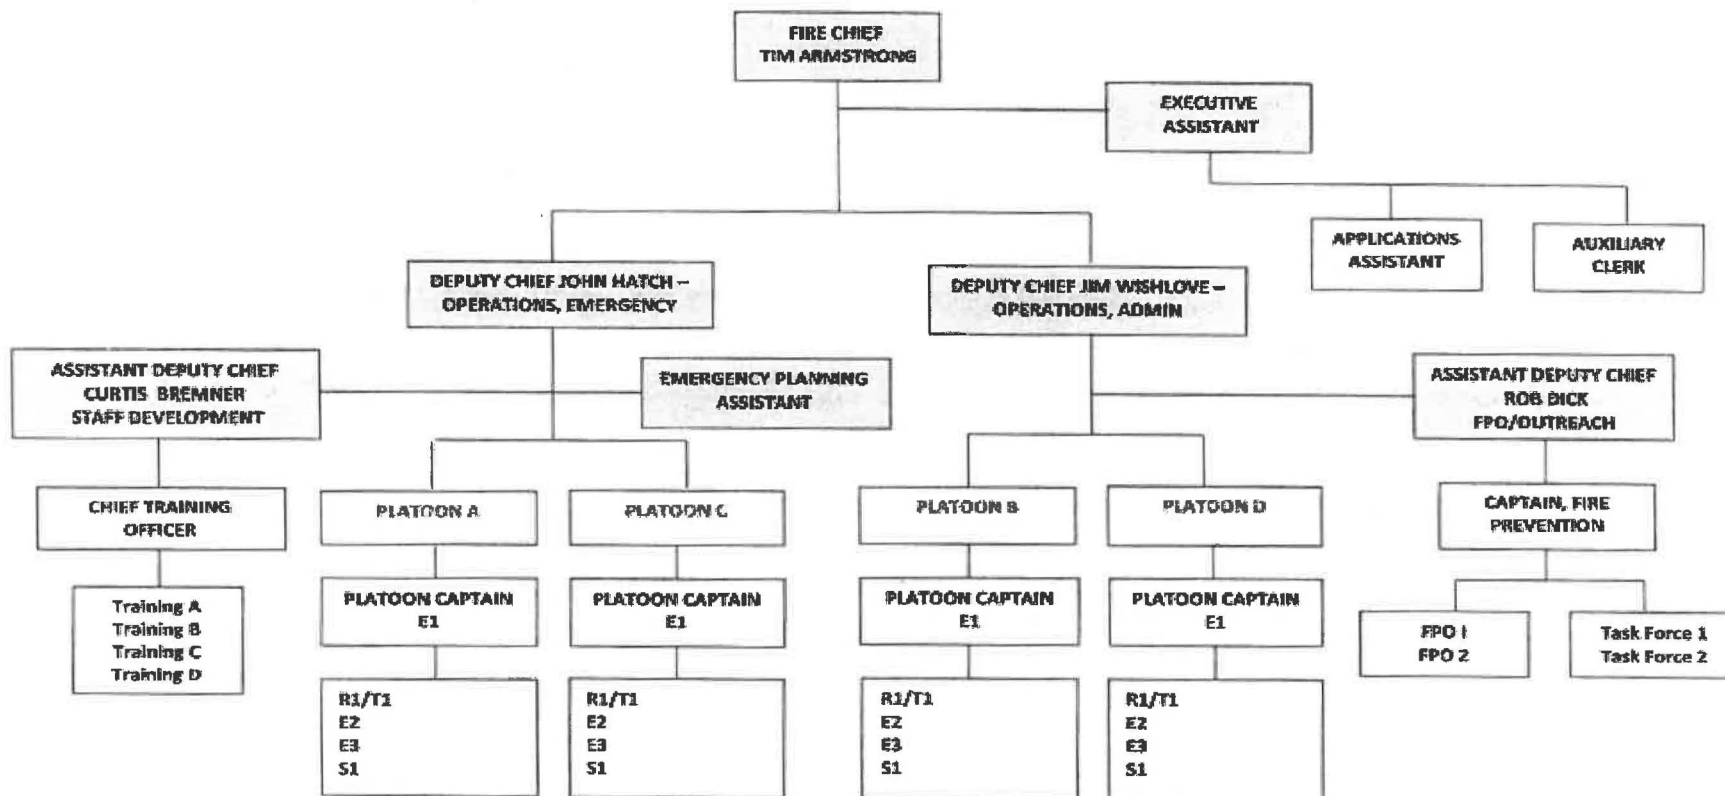 FIRE CHIEF
TIM ARMSTRONG
EXECUTIVE
ASSISTANT
APPLICATIONS
ASSISTANT
AUXILIARY
CLERK
DEPUTY CHIEF JOHN HATCH –
OPERATIONS, EMERGENCY
DEPUTY CHIEF JIM WISHLOVE –
OPERATIONS, ADMIN
ASSISTANT DEPUTY CHIEF
CURTIS BREMNER
STAFF DEVELOPMENT
EMERGENCY PLANNING
ASSISTANT
ASSISTANT DEPUTY CHIEF
ROB DICK
FPO/OUTREACH
CHIEF TRAINING
OFFICER
PLATOON A
PLATOON C
PLATOON B
PLATOON D
CAPTAIN, FIRE
PREVENTION
Training A
Training B
Training C
Training D
PLATOON CAPTAIN
E1
PLATOON CAPTAIN
E1
PLATOON CAPTAIN
E1
PLATOON CAPTAIN
E1
FPO I
FPO 2
Task Force 1
Task Force 2
R1/T1
E2
E3
S1
R1/T1
E2
E3
S1
R1/T1
E2
E3
S1
R1/T1
E2
E3
S1